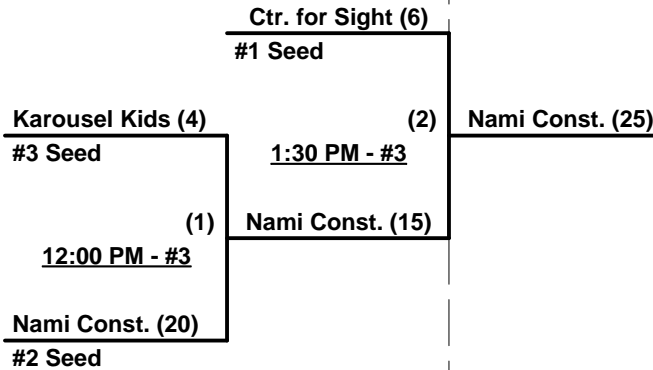 Ctr. for Sight (6)
#1 Seed
Karousel Kids (4)
(2)
Nami Const. (25)
#3 Seed
1:30 PM - #3
(1)
Nami Const. (15)
12:00 PM - #3
Nami Const. (20)
#2 Seed